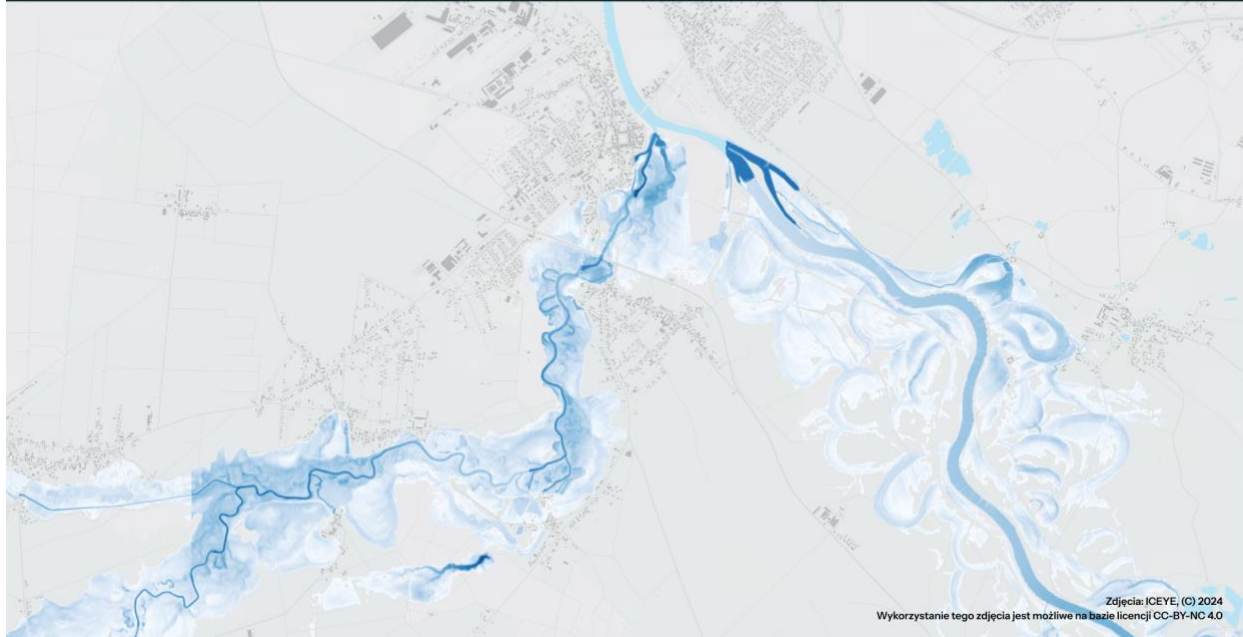 Zdjęcia: ICEYE, (C) 2024
Wykorzystanie tego zdjęcia jest możliwe na bazie licencji CC-BY-NC 4.0